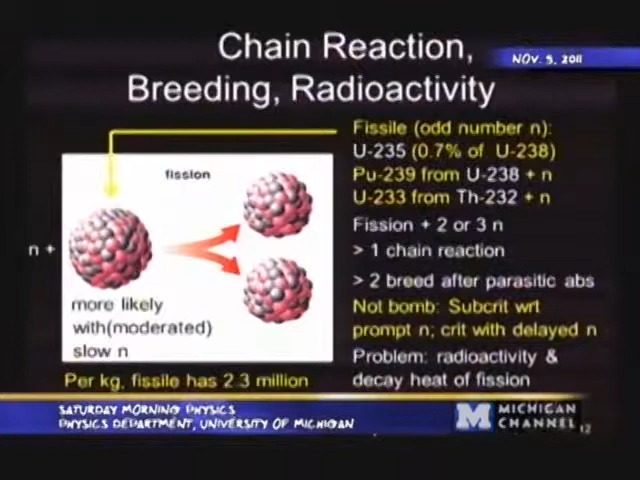 Chain Reaction,
Breeding, Radioactivity
NOV. 5, 2011
Fissile (odd number n):
U-235 (0.7% of U-238)
Pu-239 from U-238 + n
U-233 from Th-232 + n
fission
n +
Fission + 2 or 3 n
> 1 chain reaction
> 2 breed after parasitic abs
Not bomb: Subcrit wrt
prompt n; crit with delayed n
Problem: radioactivity &
decay heat of fission
more likely
with(moderated)
slow n
Per kg, fissile has 2.3 million
SATURDAY MORNING PHYSICS
PHYSICS DEPARTMENT, UNIVERSITY OF MICHIGAN
M MICHIGAN
CHANNEL
12